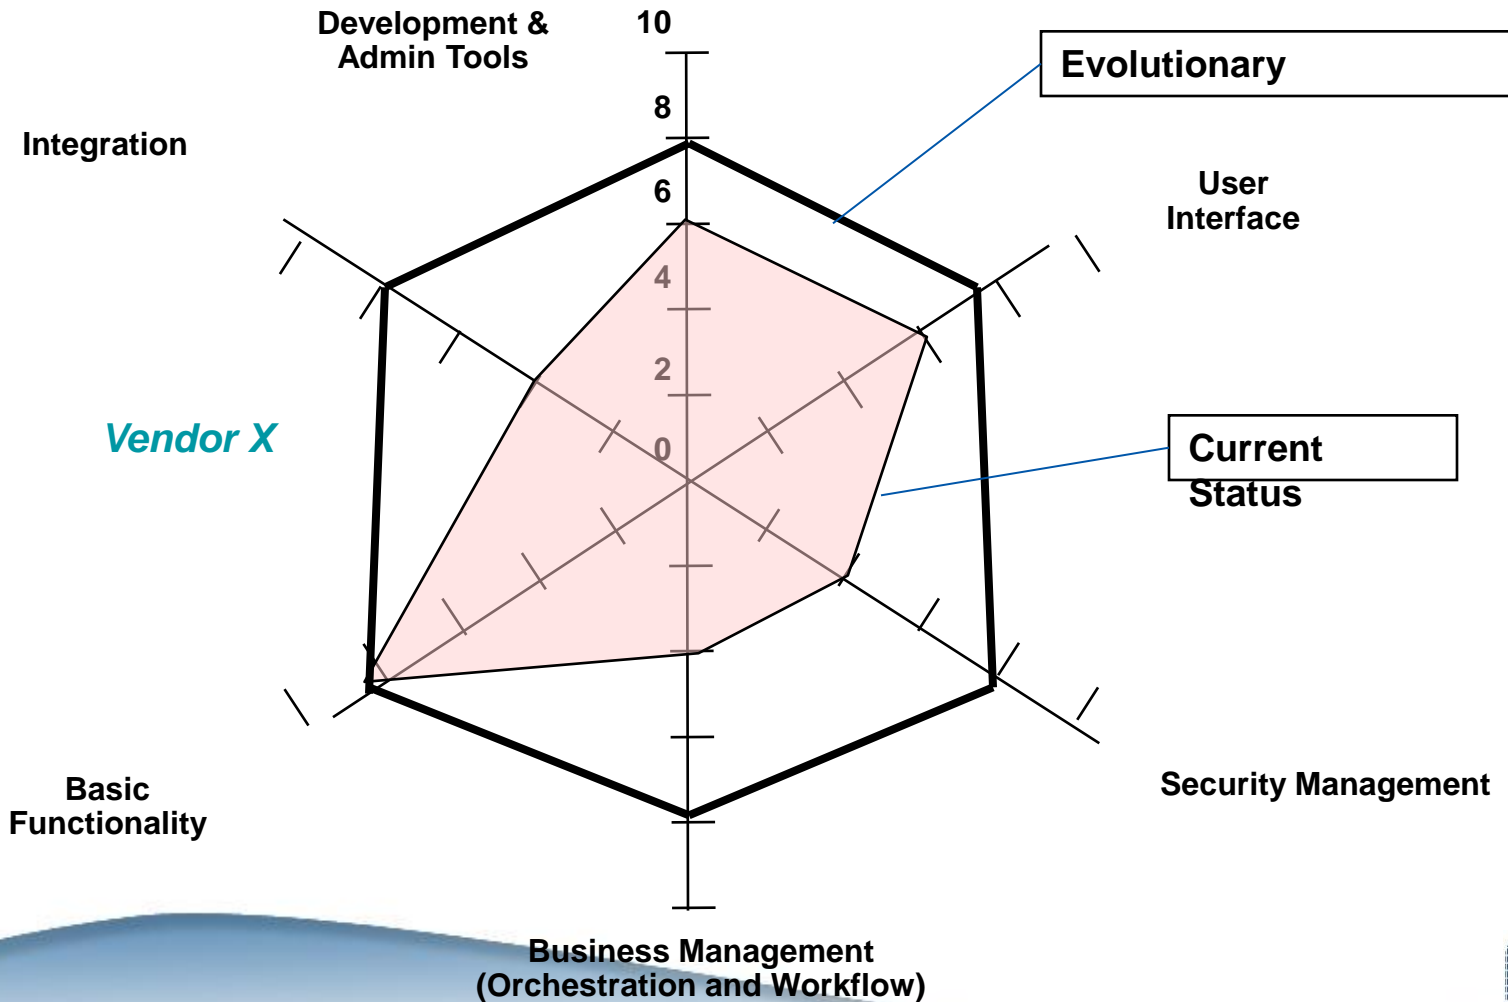 Development &
Admin Tools
10
Evolutionary
8
Integration
User
Interface
6
4
2
Vendor X
0
Current
Status
Basic
Functionality
Security Management
Business Management
(Orchestration and Workflow)